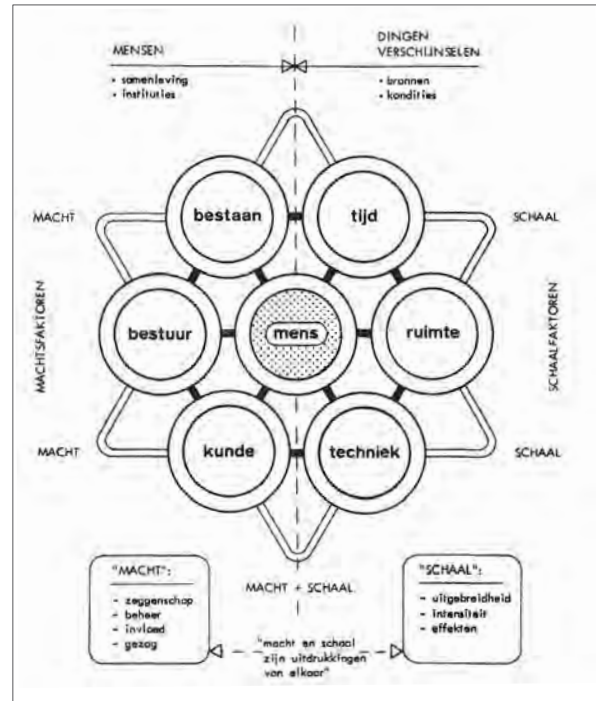 MENSEN
• samenleving
• instituties
DINGEN
VERSCHIJNSELEN
• bronnen
• kondities
bestaan
tijd
MACHT
SCHAAL
MACHTSFAKTOREN
bestuur
mens
ruimte
SCHAALFAKTOREN
MACHT
kunde
techniek
SCHAAL
MACHT + SCHAAL
"MACHT":
- zeggenschap
- beheer
- invloed
- gezag
"SCHAAL":
- uitgebreidheid
- intensiteit
- effekten
"macht en schaal
zijn uitdrukkingen
van elkaar"